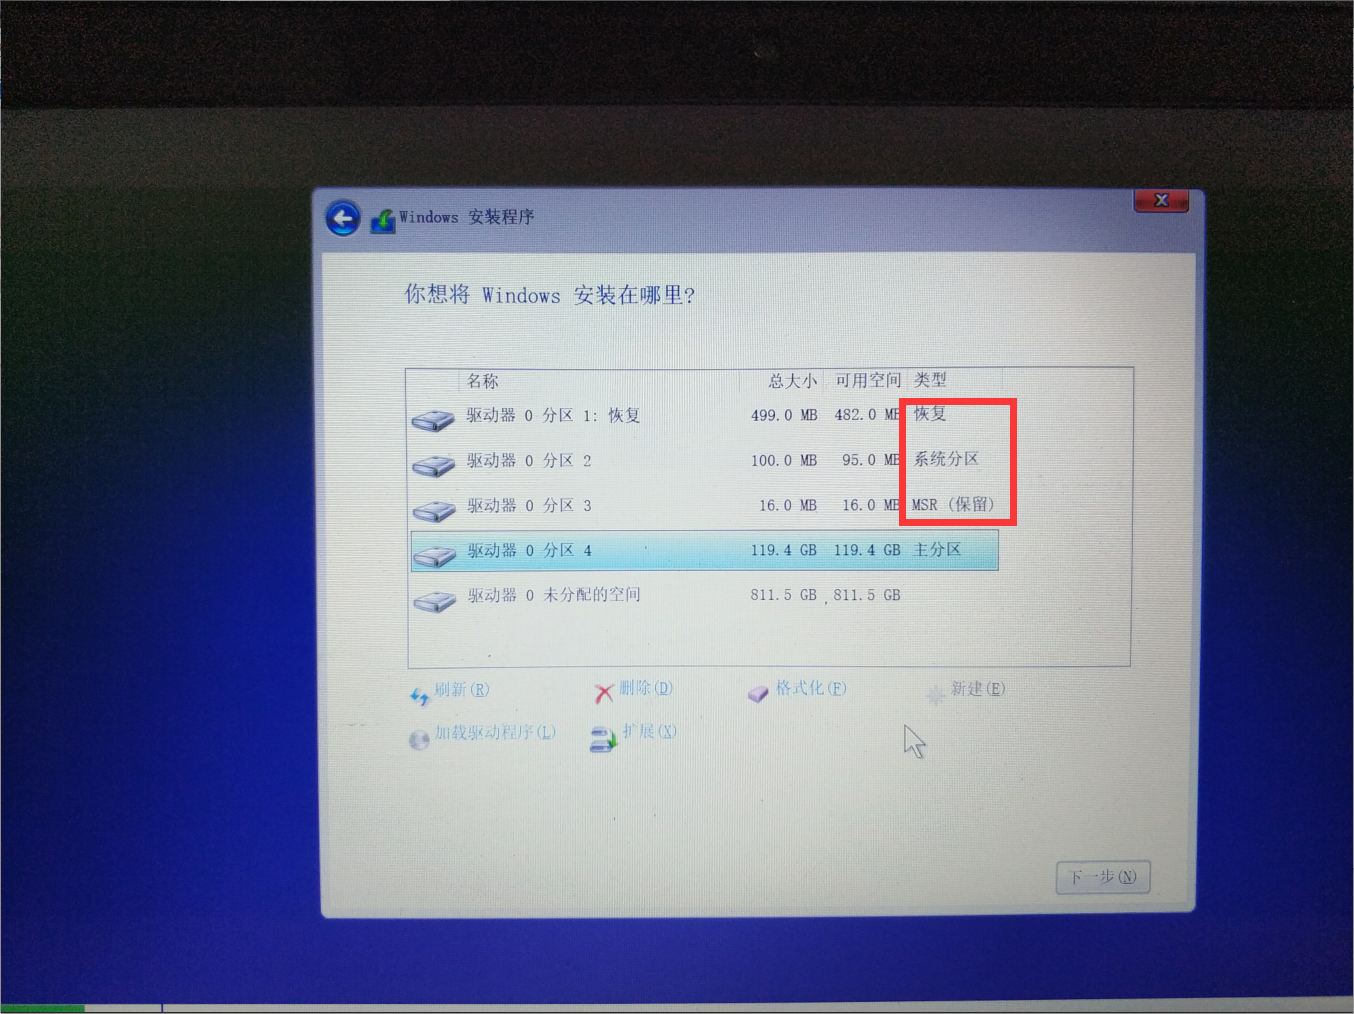 Windows 安装程序
你想将 Windows 安装在哪里?
名称 总大小 可用空间 类型
驱动器 0 分区 1: 恢复 499.0 MB 482.0 MB 恢复
驱动器 0 分区 2 100.0 MB 95.0 MB 系统分区
驱动器 0 分区 3 16.0 MB 16.0 MB MSR (保留)
驱动器 0 分区 4 119.4 GB 119.4 GB 主分区
驱动器 0 未分配的空间 811.5 GB 811.5 GB
刷新(R) 删除(D) 格式化(F) 新建(E)
加载驱动程序(L) 扩展(X)
下一步(N)